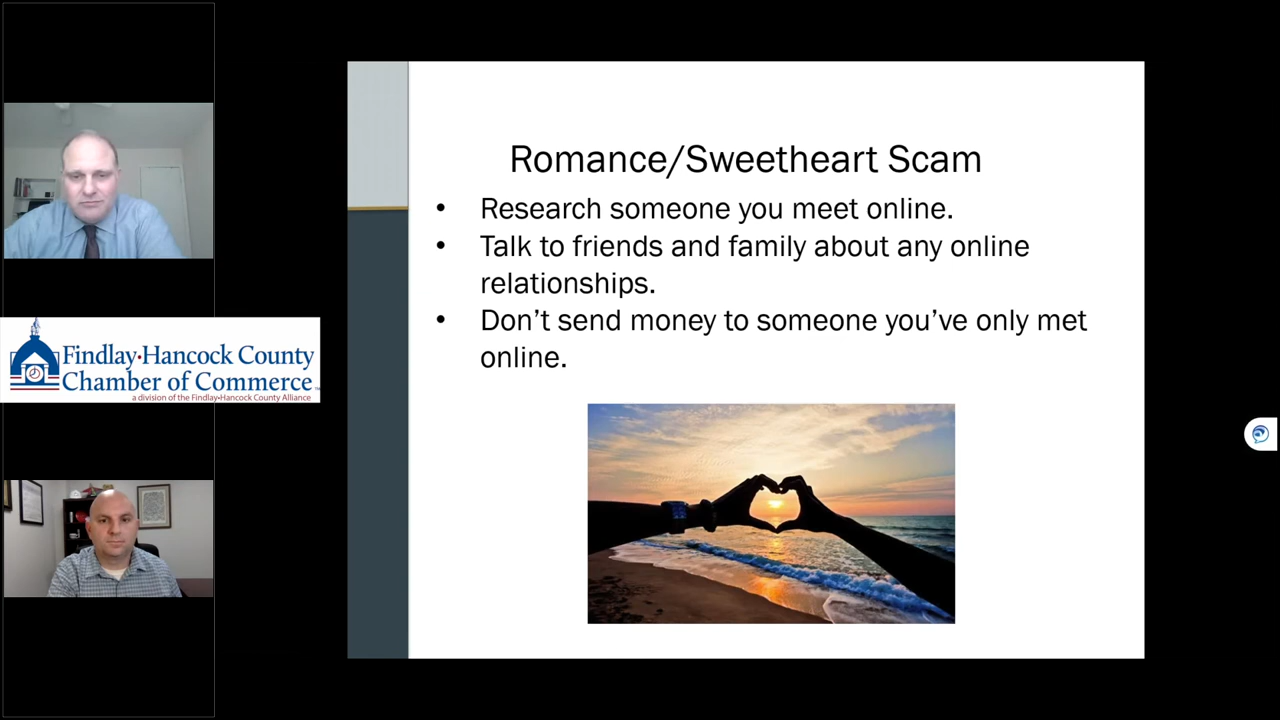 Romance/Sweetheart Scam
• Research someone you meet online.
• Talk to friends and family about any online
relationships.
• Don’t send money to someone you’ve only met
online.
Findlay•Hancock County
Chamber of Commerce
a division of the Findlay•Hancock County Alliance